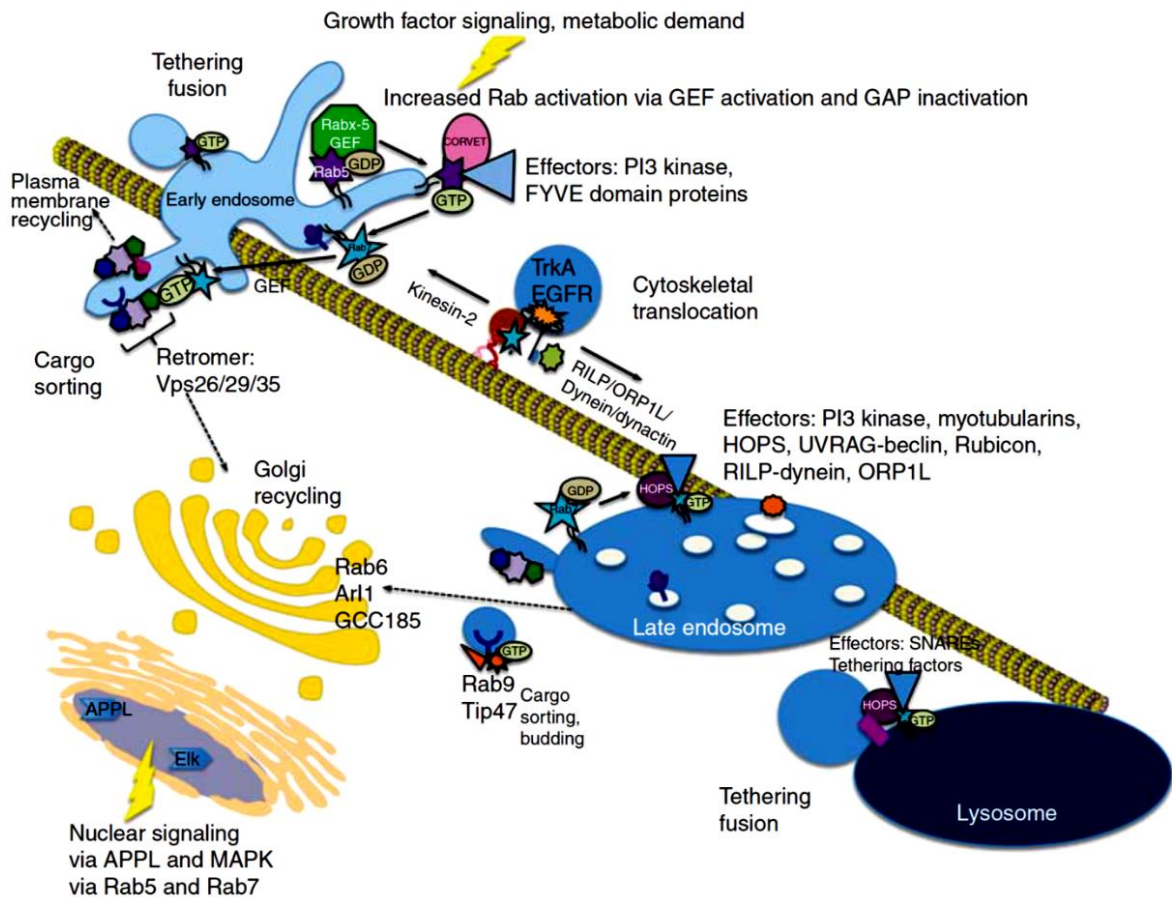 Growth factor signaling, metabolic demand
Tethering
fusion
Increased Rab activation via GEF activation and GAP inactivation
GTP
Rabx-5
GEF
Rab5
GDP
CORVET
GTP
Effectors: PI3 kinase,
FYVE domain proteins
Plasma
membrane
recycling
Early endosome
Rab7
GDP
GTP
GEF
Kinesin-2
TrkA
EGFR
Cytoskeletal
translocation
Cargo
sorting
Retromer:
Vps26/29/35
RILP/ORP1L/
Dynein/dynactin
Effectors: PI3 kinase, myotubularins,
HOPS, UVRAG-beclin, Rubicon,
RILP-dynein, ORP1L
Golgi
recycling
GDP
Rab7
HOPS
GTP
Rab6
Arl1
GCC185
Late endosome
GTP
Rab9
Tip47
Cargo
sorting,
budding
Effectors: SNAREs
Tethering factors
HOPS
GTP
APPL
Elk
Tethering
fusion
Lysosome
Nuclear signaling
via APPL and MAPK
via Rab5 and Rab7